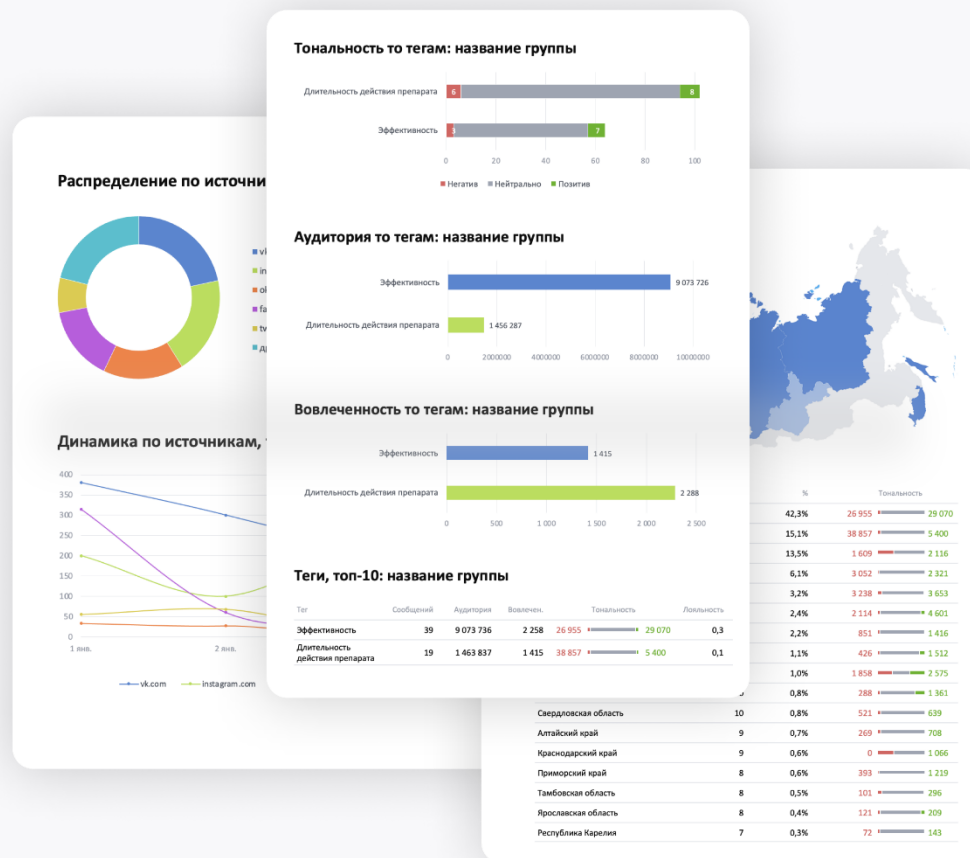 Тональность то тегам: название группы
Длительность действия препарата
6
8
Эффективность
3
7
0 20 40 60 80 100
Негатив Нейтрально Позитив
Аудитория то тегам: название группы
Эффективность
9 073 726
Длительность действия препарата
1 456 287
0 2000000 4000000 6000000 8000000 10000000
Вовлеченность то тегам: название группы
Эффективность
1 415
Длительность действия препарата
2 288
0 500 1 000 1 500 2 000 2 500
Теги, топ-10: название группы
Тег Сообщений Аудитория Вовлечен. Тональность Лояльность
Эффективность 39 9 073 736 2 258 26 955 29 070 0,3
Длительность
действия препарата 19 1 463 837 1 415 38 857 5 400 0,1
Распределение по источни
Динамика по источникам,
400
350
300
250
200
150
100
50
0
1 янв. 2 янв.
vk.com instagram.com
% Тональность
42,3% 26 955 29 070
15,1% 38 857 5 400
13,5% 1 609 2 116
6,1% 3 052 2 321
3,2% 3 238 3 653
2,4% 2 114 4 601
2,2% 851 1 416
1,1% 426 1 512
1,0% 1 858 2 575
0,8% 288 1 361
Свердловская область 10 0,8% 521 639
Алтайский край 9 0,7% 269 708
Краснодарский край 9 0,6% 0 1 066
Приморский край 8 0,6% 393 1 219
Тамбовская область 8 0,5% 101 296
Ярославская область 8 0,4% 121 209
Республика Карелия 7 0,3% 72 143